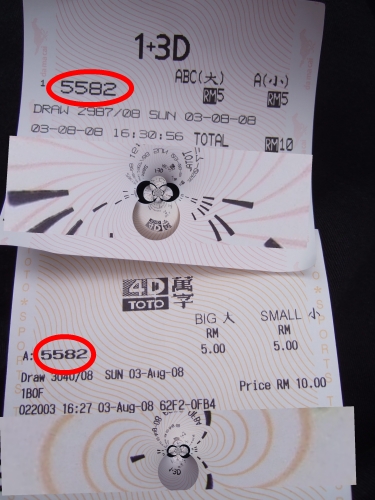 1+3D
ABC(大) A(小)
5582 RM5 RM5
DRAW 2987/08 SUN 03-08-08
03-08-08 16:30:56 TOTAL RM10
4D 萬字
TOTO
BIG 大 SMALL 小
RM RM
A: 5582 5.00 5.00
Draw 3040/08 SUN 03-Aug-08
1B0F Price RM 10.00
022003 16:27 03-Aug-08 62F2-0FB4